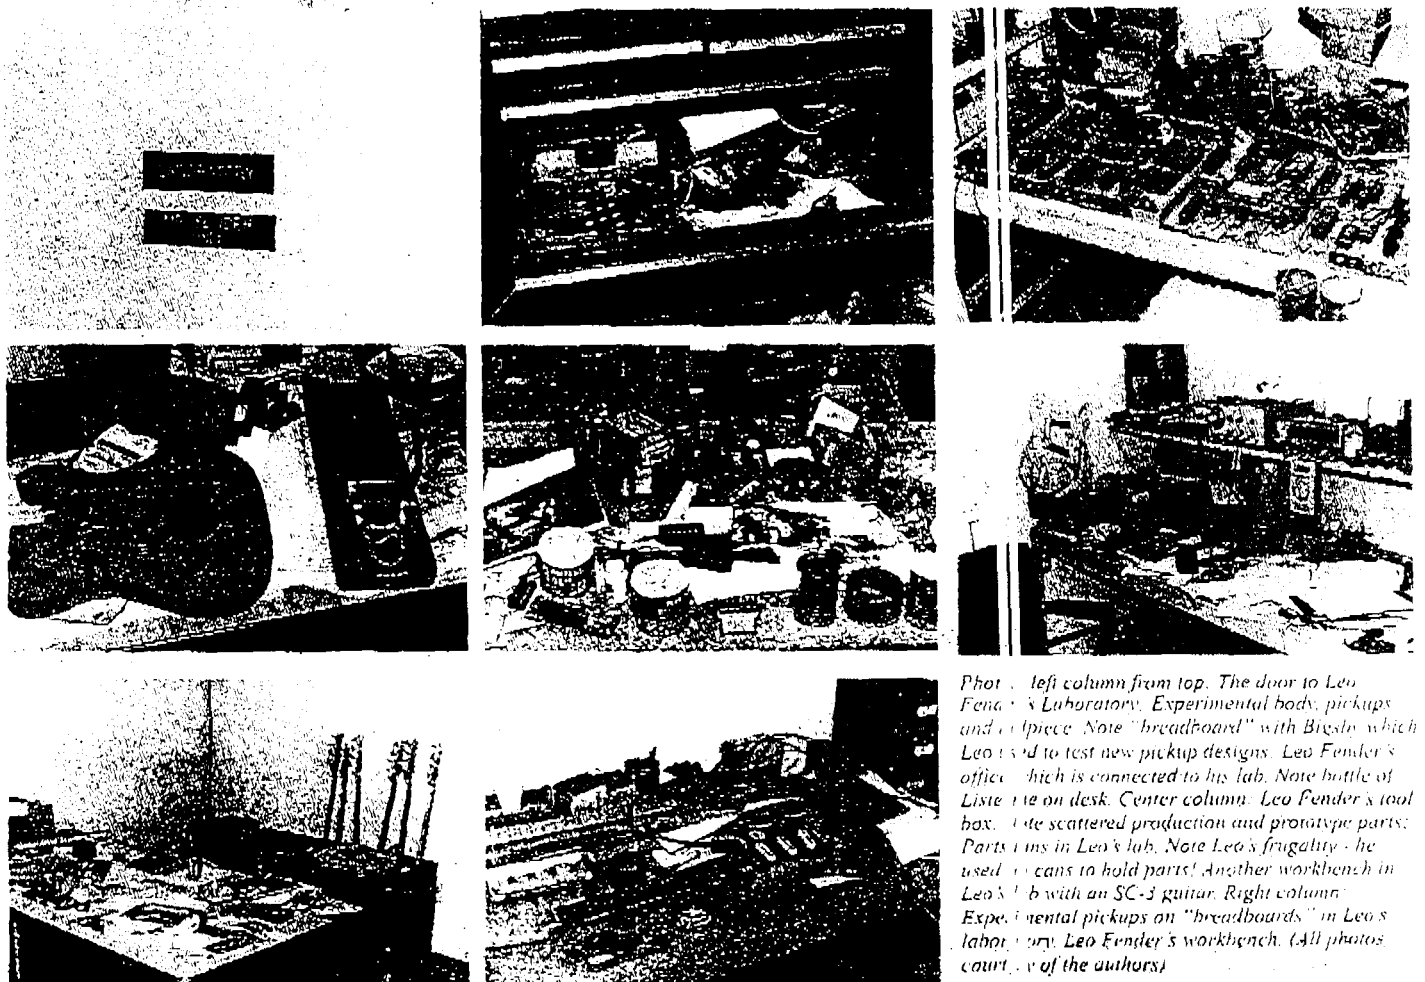 left column from top. The door to Leo
Laboratory. Experimental body, pickups
and Note "breadboard" with Bigsby which
Leo to test new pickup designs. Leo Fender's
which is connected to his lab. Note bottle of
on desk. Center column: Leo Fender's tool
box. scattered production and prototype parts;
Parts in Leo's lab. Note Leo's frugality - he
used cans to hold parts! Another workbench in
Leo's with an SC-3 guitar. Right column:
pickups on "breadboards" in Leo's
Leo Fender's workbench. (All photos
of the authors)